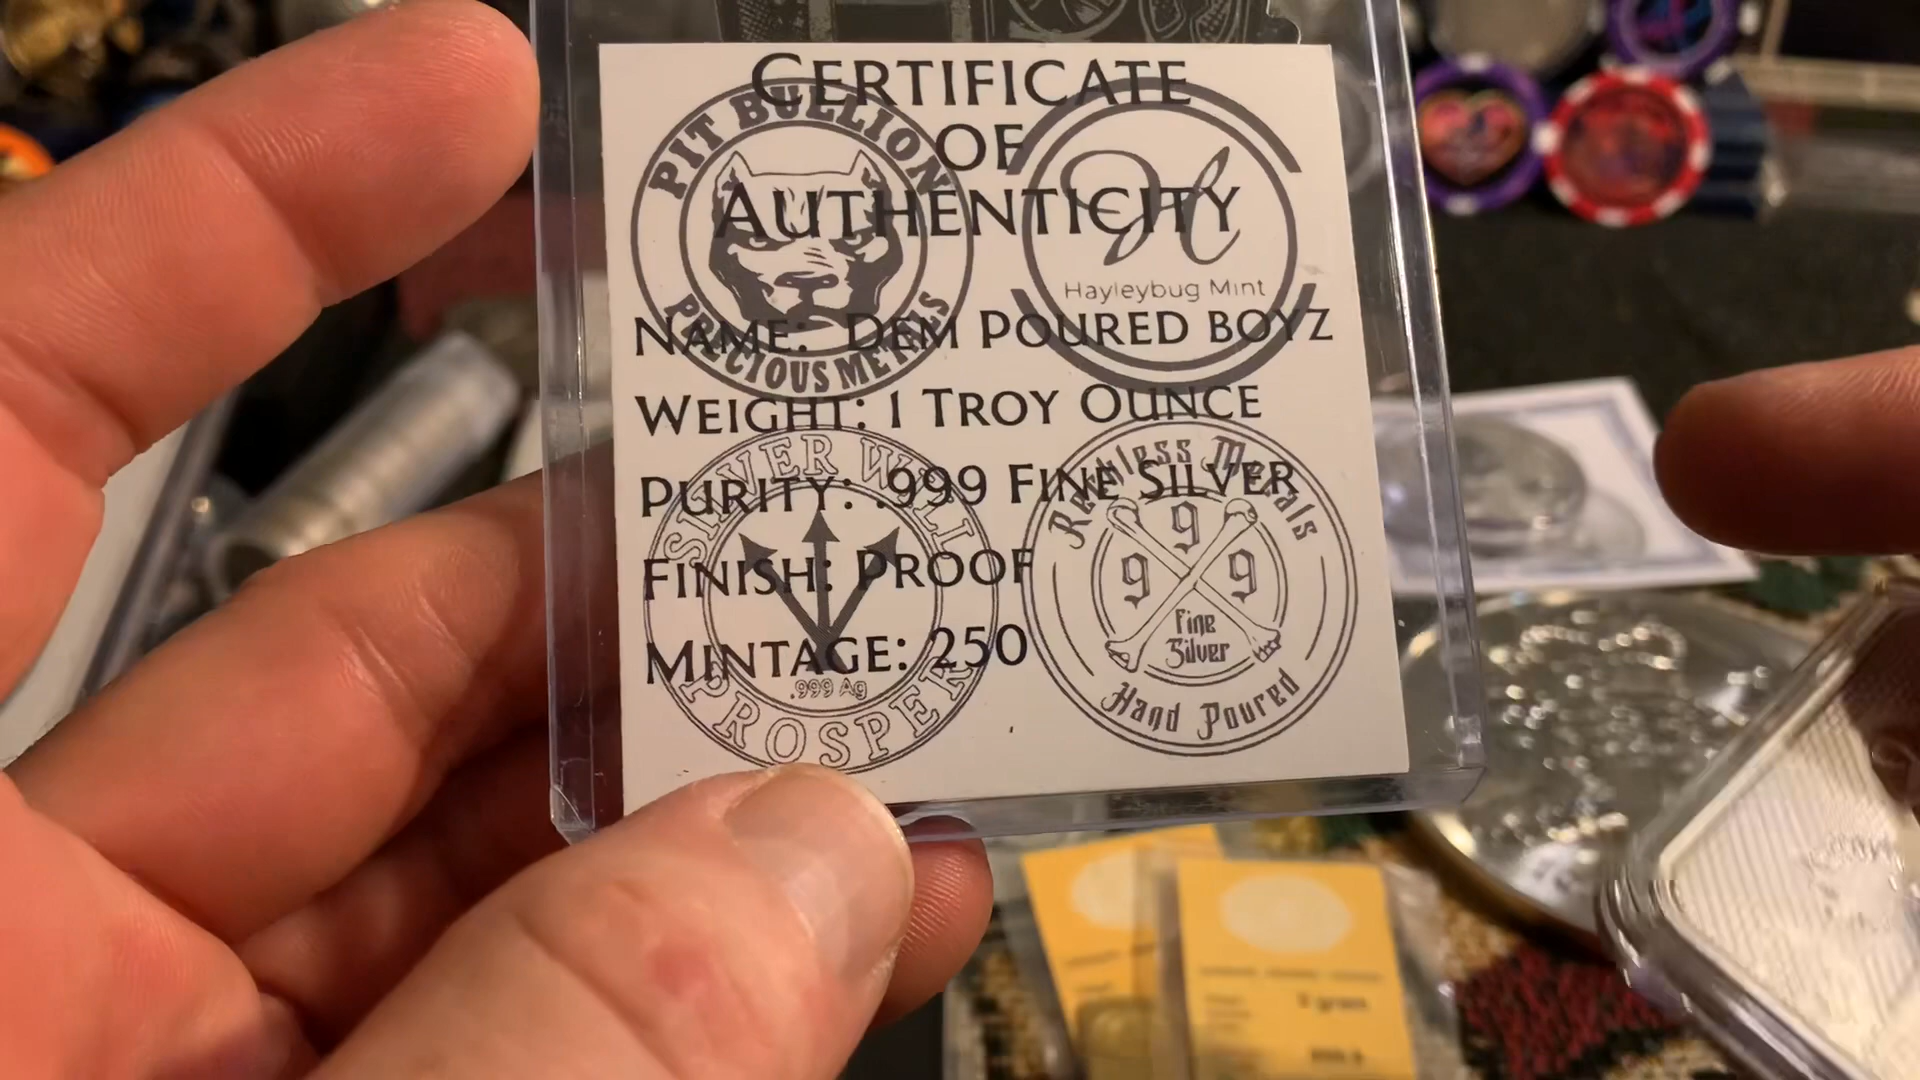 CERTIFICATE
OF
AUTHENTICITY
PIT BULLION
PRECIOUS METALS
H
Hayleybug Mint
NAME: DEM POURED BOYZ
WEIGHT: 1 TROY OUNCE
PURITY: .999 FINE SILVER
FINISH: PROOF
MINTAGE: 250
SILVER WILL
PROSPER
.999 Ag
Reckless Metals
9
9 9
Fine
Silver
Hand Poured